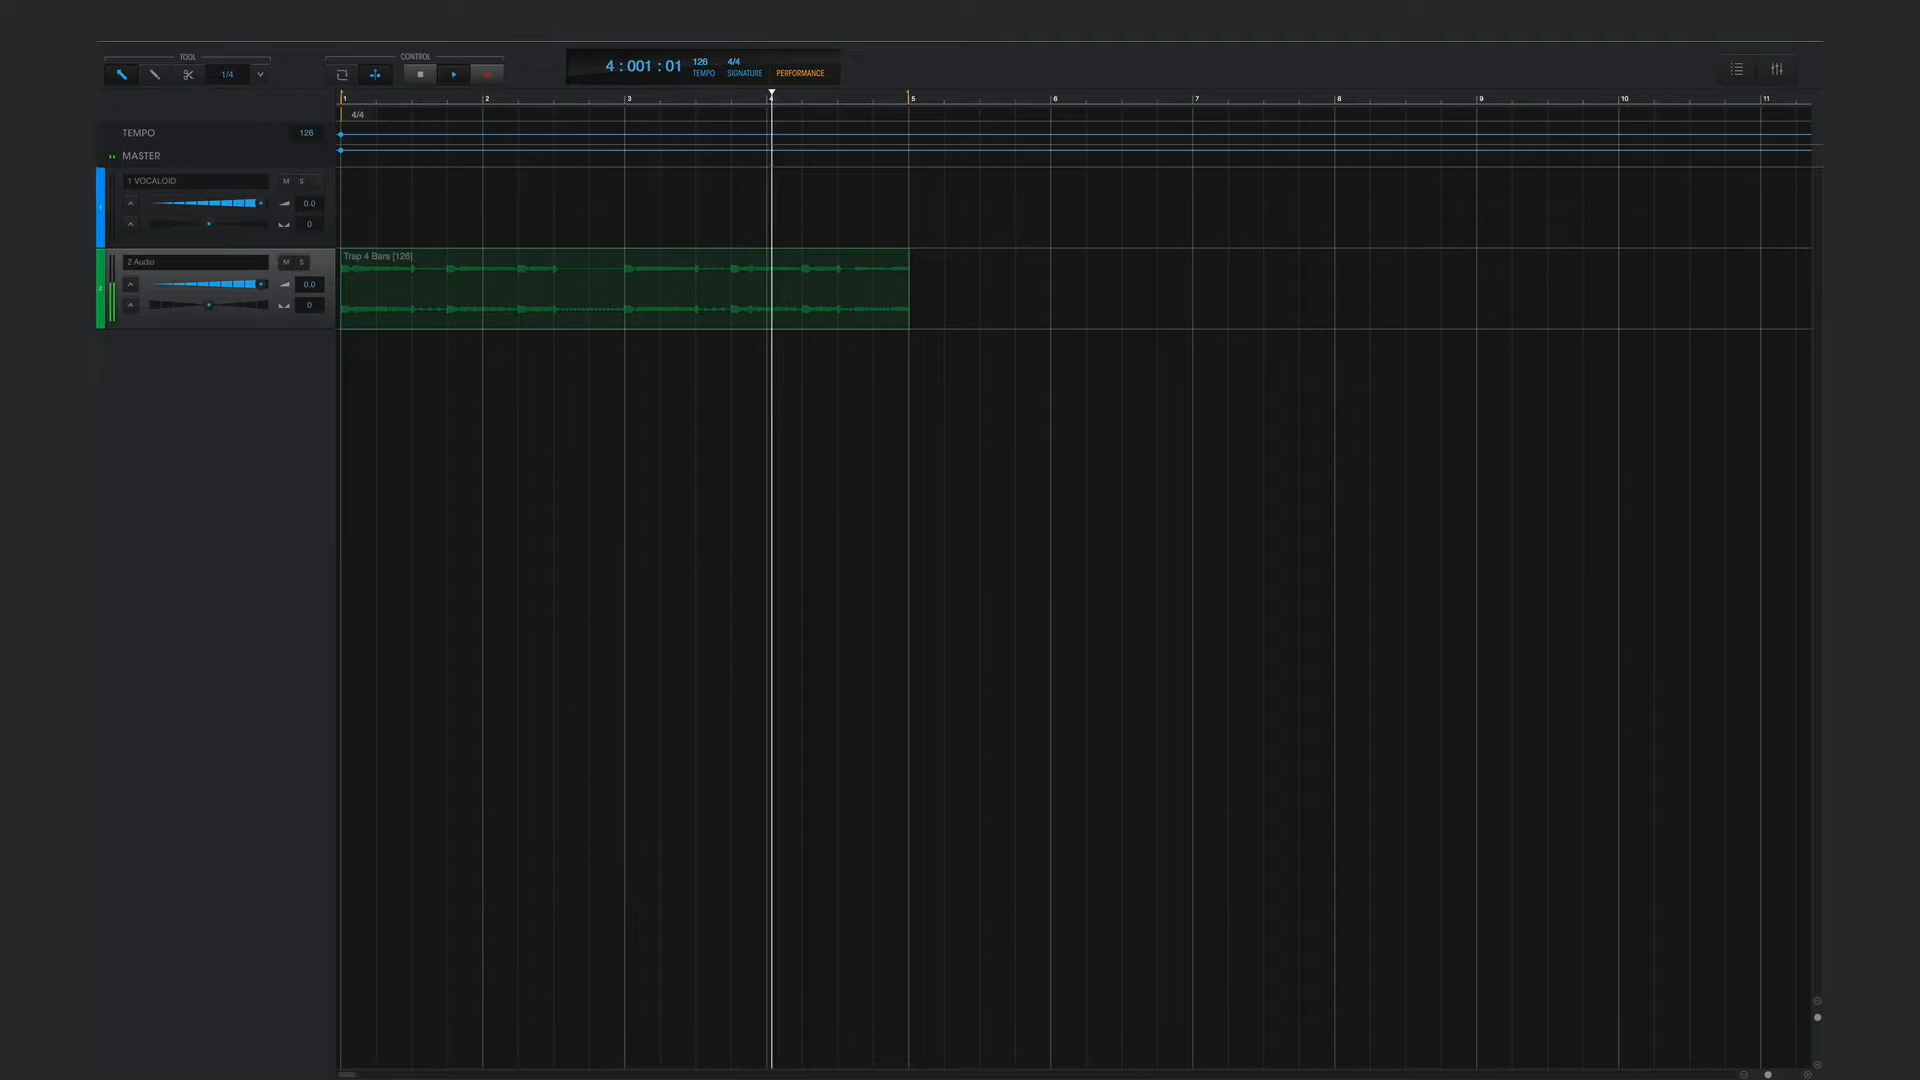 TOOL
CONTROL
1/4
4 : 001 : 01
126
4/4
TEMPO
SIGNATURE
PERFORMANCE
1 2 3 4 5 6 7 8 9 10 11
4/4
TEMPO
126
MASTER
1 VOCALOID
M S
0.0
0
1
2 Audio
M S
Trap 4 Bars [126]
0.0
0
2